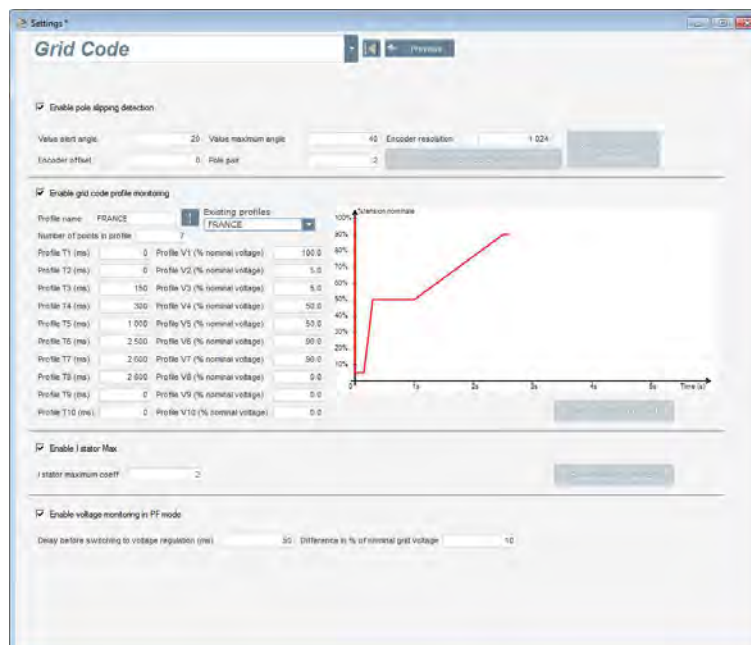 Settings *
Grid Code
Previous
Enable pole slipping detection
Value alert angle 20 Value maximum angle 40 Encoder resolution 1 024
Encoder offset 0 Pole pair 2
Enable grid code profile monitoring
Profile name FRANCE
Existing profiles
FRANCE
Number of points in profile 7
Profile T1 (ms) 0 Profile V1 (% nominal voltage) 100.0
Profile T2 (ms) 0 Profile V2 (% nominal voltage) 5.0
Profile T3 (ms) 150 Profile V3 (% nominal voltage) 5.0
Profile T4 (ms) 300 Profile V4 (% nominal voltage) 50.0
Profile T5 (ms) 1 000 Profile V5 (% nominal voltage) 50.0
Profile T6 (ms) 2 500 Profile V6 (% nominal voltage) 90.0
Profile T7 (ms) 2 600 Profile V7 (% nominal voltage) 90.0
Profile T8 (ms) 2 600 Profile V8 (% nominal voltage) 0.0
Profile T9 (ms) 0 Profile V9 (% nominal voltage) 0.0
Profile T10 (ms) 0 Profile V10 (% nominal voltage) 0.0
tension nominale
100%
90%
80%
70%
60%
50%
40%
30%
20%
10%
0 1s 2s 3s 4s 5s Time (s)
Enable I stator Max
I stator maximum coeff 2
Enable voltage monitoring in PF mode
Delay before switching to voltage regulation (ms) 50 Difference in % of nominal grid voltage 10